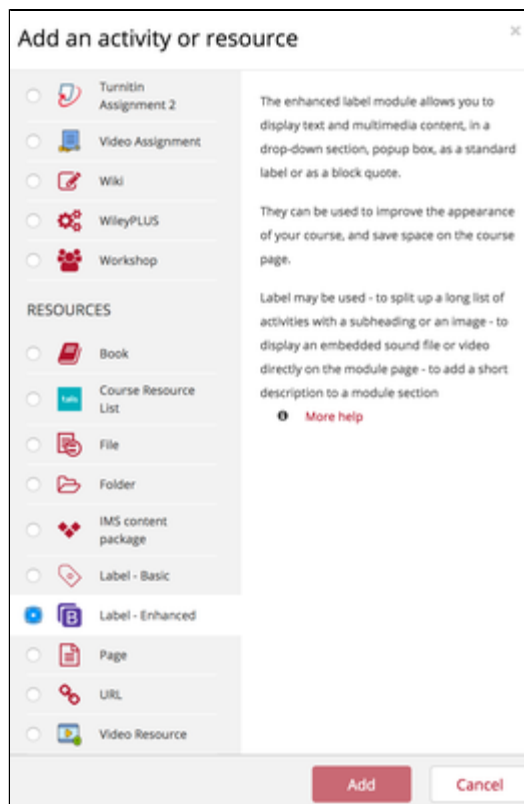 Add an activity or resource
×
Turnitin
Assignment 2
Video Assignment
Wiki
WileyPLUS
Workshop
RESOURCES
Book
talis
Course Resource
List
File
Folder
IMS content
package
Label - Basic
B
Label - Enhanced
Page
URL
Video Resource
The enhanced label module allows you to
display text and multimedia content, in a
drop-down section, popup box, as a standard
label or as a block quote.
They can be used to improve the appearance
of your course, and save space on the course
page.
Label may be used - to split up a long list of
activities with a subheading or an image - to
display an embedded sound file or video
directly on the module page - to add a short
description to a module section
More help
Add
Cancel